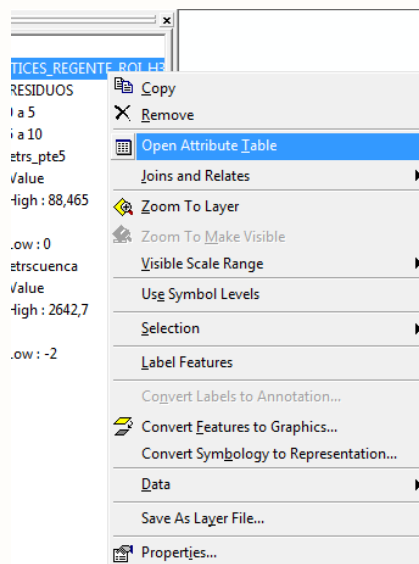 TICES_REGENTE_ROI_H3
RESIDUOS
a 5
a 10
etrs_pte5
Value
High : 88,465
Low : 0
etrscuenca
Value
High : 2642,7
Low : -2
Copy
Remove
Open Attribute Table
Joins and Relates
Zoom To Layer
Zoom To Make Visible
Visible Scale Range
Use Symbol Levels
Selection
Label Features
Convert Labels to Annotation...
Convert Features to Graphics...
Convert Symbology to Representation...
Data
Save As Layer File...
Properties...